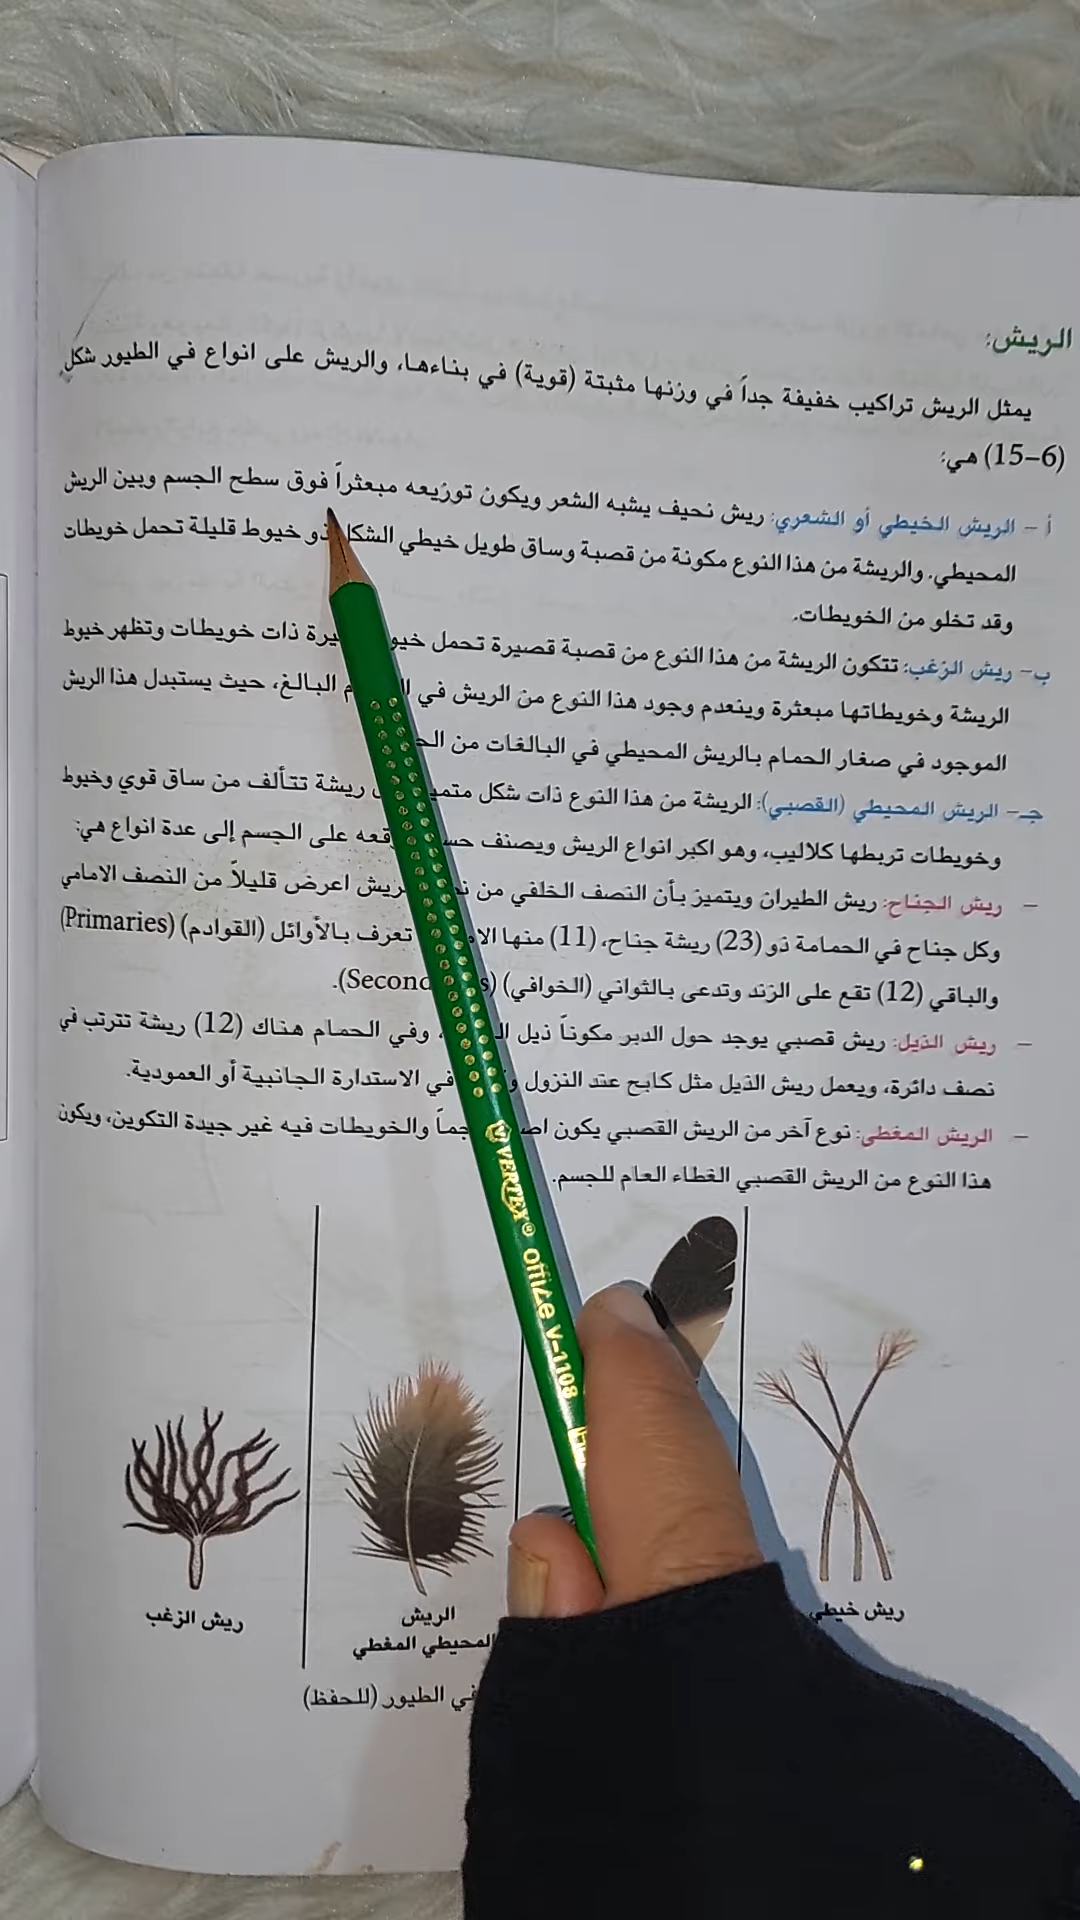 الريش:
يمثل الريش تراكيب خفيفة جداً في وزنها مثبتة (قوية) في بناءها، والريش على انواع في الطيور شكل
(6-15) هي:
أ - الريش الخيطي أو الشعري: ريش نحيف يشبه الشعر ويكون توزيعه مبعثراً فوق سطح الجسم وبين الريش
المحيطي. والريشة من هذا النوع مكونة من قصبة وساق طويل خيطي الشكل ذو خيوط قليلة تحمل خويطات
وقد تخلو من الخويطات.
ب- ريش الزغب: تتكون الريشة من هذا النوع من قصبة قصيرة تحمل ذات خويطات وتظهر خيوط
الريشة وخويطاتها مبعثرة وينعدم وجود هذا النوع من الريش في البالغ، حيث يستبدل هذا الريش
الموجود في صغار الحمام بالريش المحيطي في البالغات من
جـ- الريش المحيطي (القصبي): الريشة من هذا النوع ذات شكل ريشة تتألف من ساق قوي وخيوط
وخويطات تربطها كلاليب، وهو اكبر انواع الريش ويصنف على الجسم إلى عدة انواع هي:
- ريش الجناح: ريش الطيران ويتميز بأن النصف الخلفي من اعرض قليلاً من النصف الامامي
وكل جناح في الحمامة ذو (23) ريشة جناح، (11) منها تعرف بالأوائل (القوادم) (Primaries)
والباقي (12) تقع على الزند وتدعى بالثواني (الخوافي)
- ريش الذيل: ريش قصبي يوجد حول الدبر مكوناً ذيل وفي الحمام هناك (12) ريشة تترتب في
نصف دائرة، ويعمل ريش الذيل مثل كابح عند النزول في الاستدارة الجانبية أو العمودية.
- الريش المغطي: نوع آخر من الريش القصبي يكون والخويطات فيه غير جيدة التكوين، ويكون
هذا النوع من الريش القصبي الغطاء العام للجسم.
VERTEX® OFFICE V-1108
ريش خيطي
الريش
المحيطي المغطي
ريش الزغب
في الطيور (للحفظ)